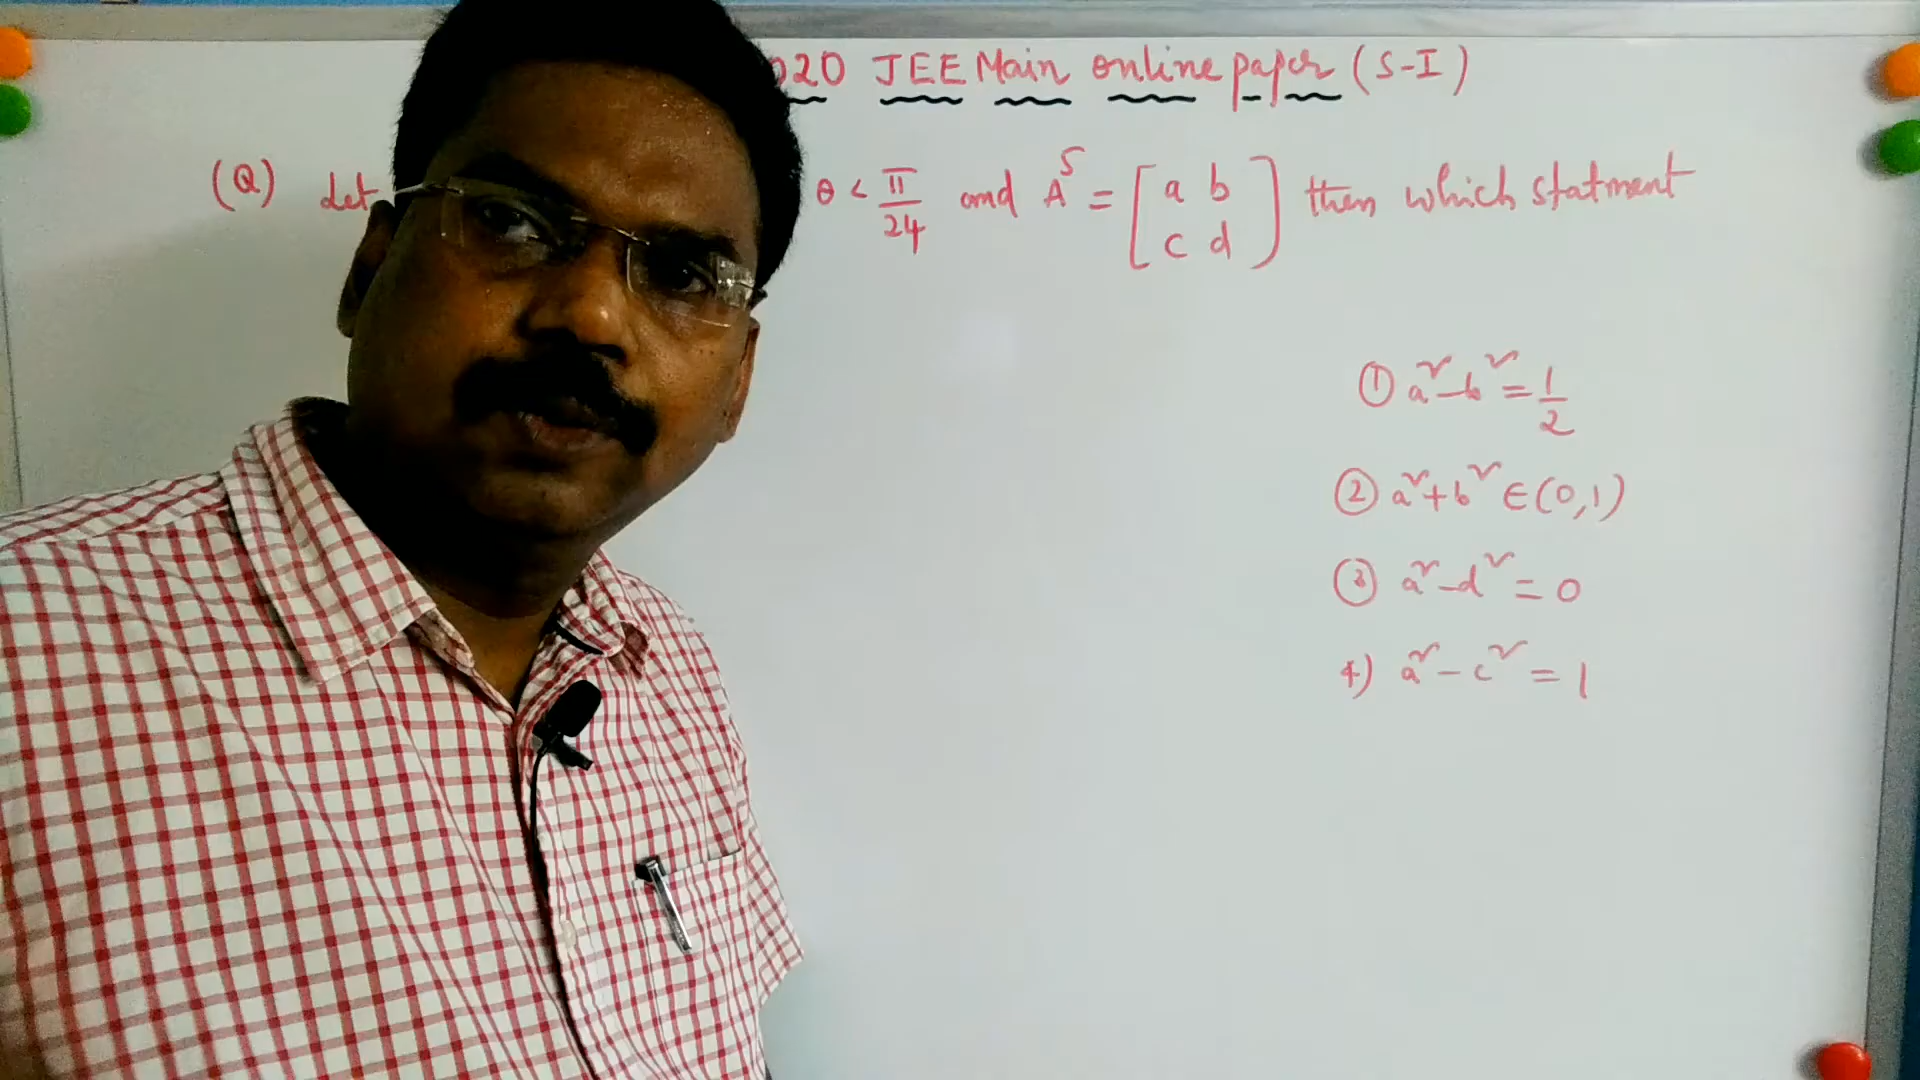 020 JEE Main online paper (S-I)
(Q) Let θ < π/24 and A⁵ = [a b; c d] then which statment
① a² - b² = 1/2
② a² + b² ∈ (0,1)
③ a² - d² = 0
4) a² - c² = 1